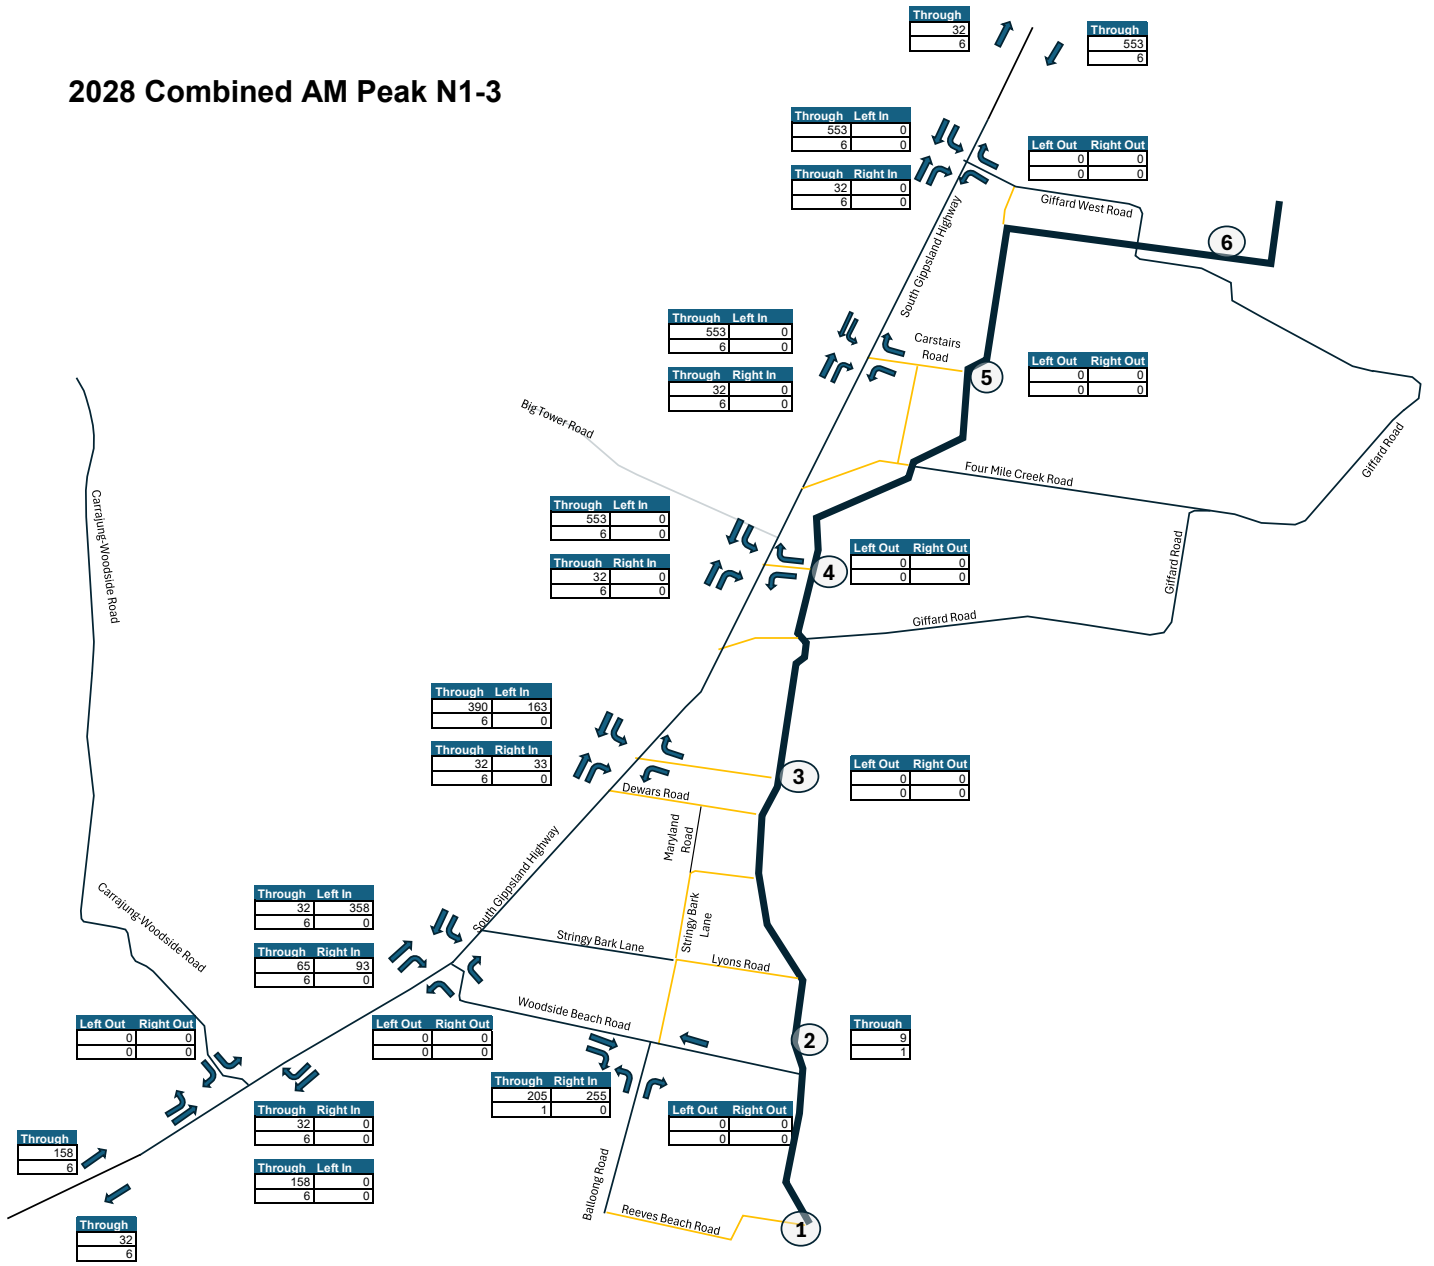 Through
32
6
Through
553
6
2028 Combined AM Peak N1-3
Through Left In
553 0
6 0
Through Right In
32 0
6 0
Left Out Right Out
0 0
0 0
Giffard West Road
6
South Gippsland Highway
Through Left In
553 0
6 0
Through Right In
32 0
6 0
Carstairs
Road
5
Left Out Right Out
0 0
0 0
Big Tower Road
Four Mile Creek Road
Giffard Road
Carrajung-Woodside Road
Through Left In
553 0
6 0
Through Right In
32 0
6 0
4
Left Out Right Out
0 0
0 0
Giffard Road
Giffard Road
Through Left In
390 163
6 0
Through Right In
32 33
6 0
3
Left Out Right Out
0 0
0 0
Dewars Road
Maryland
Road
South Gippsland Highway
Through Left In
32 358
6 0
Through Right In
65 93
6 0
Carrajung-Woodside Road
Stringy Bark Lane
Stringy Bark
Lane
Lyons Road
Left Out Right Out
0 0
0 0
Left Out Right Out
0 0
0 0
Woodside Beach Road
2
Through
9
1
Through Right In
205 255
1 0
Left Out Right Out
0 0
0 0
Through Right In
32 0
6 0
Through
158
6
Through Left In
158 0
6 0
Through
32
6
Balloong Road
Reeves Beach Road
1